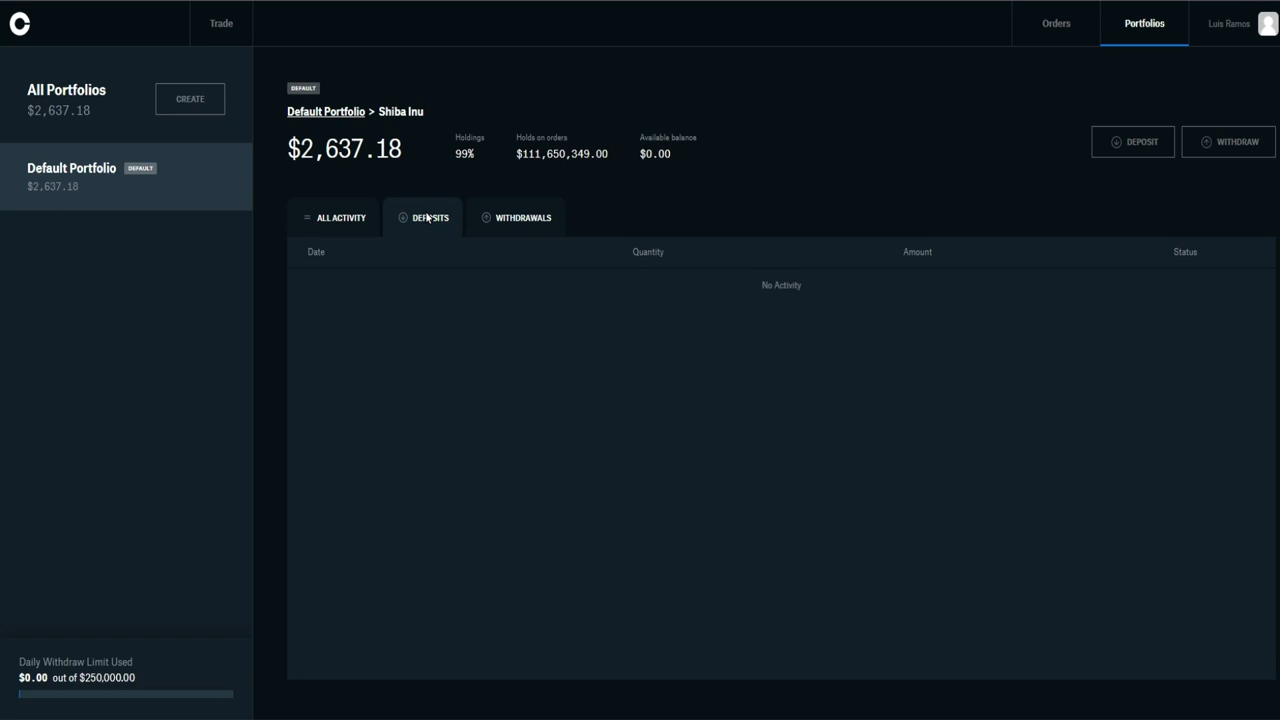 Trade
Orders
Portfolios
Luis Ramos
All Portfolios
$2,637.18
CREATE
Default Portfolio DEFAULT
$2,637.18
DEFAULT
Default Portfolio > Shiba Inu
$2,637.18
Holdings
99%
Holds on orders
$111,650,349.00
Available balance
$0.00
DEPOSIT
WITHDRAW
ALL ACTIVITY
DEPOSITS
WITHDRAWALS
Date Quantity Amount Status
No Activity
Daily Withdraw Limit Used
$0.00 out of $250,000.00